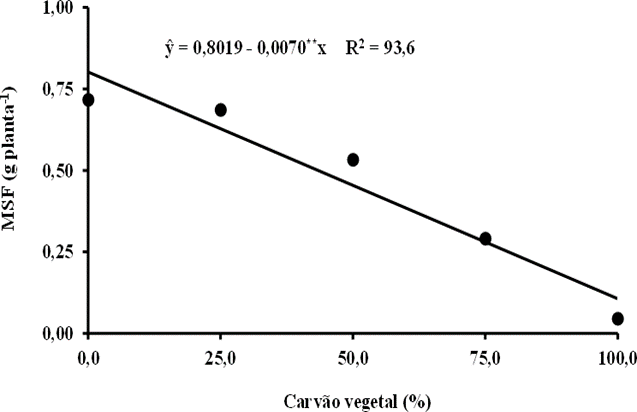 1,00
ŷ = 0,8019 - 0,0070**x R² = 93,6
0,75
MSF (g planta⁻¹)
0,50
0,25
0,00
0,0 25,0 50,0 75,0 100,0
Carvão vegetal (%)